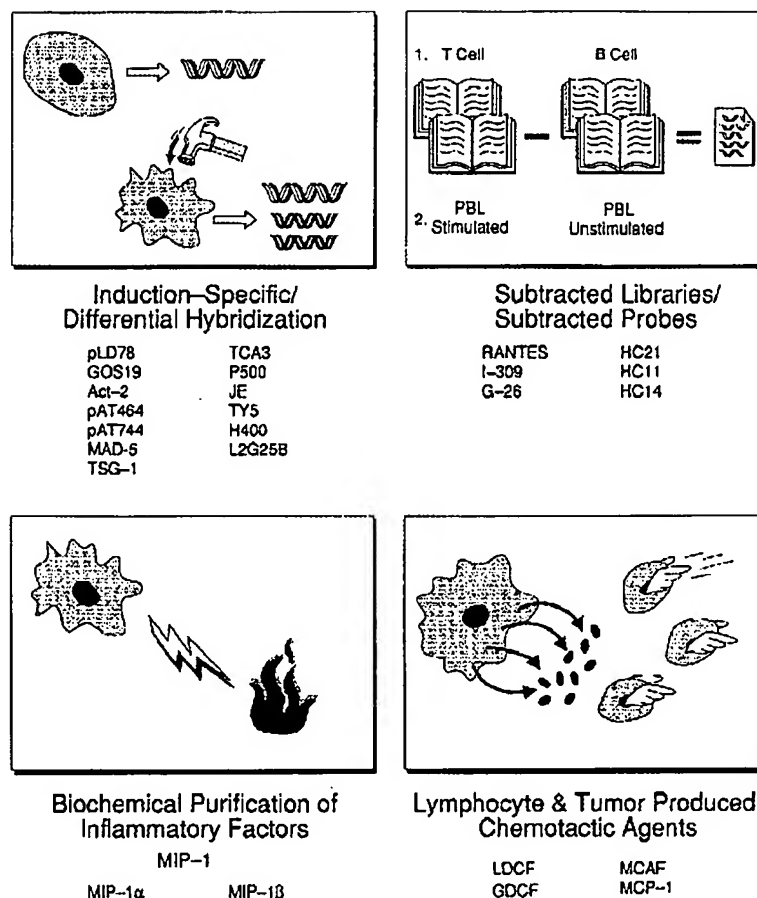 1. T Cell B Cell
2. PBL Stimulated PBL Unstimulated
Induction–Specific/
Differential Hybridization
pLD78 TCA3
GOS19 P500
Act–2 JE
pAT464 TY5
pAT744 H400
MAD-5 L2G25B
TSG–1
Subtracted Libraries/
Subtracted Probes
RANTES HC21
I–309 HC11
G–26 HC14
Biochemical Purification of
Inflammatory Factors
MIP–1
MIP–1α MIP–1β
Lymphocyte & Tumor Produced
Chemotactic Agents
LDCF MCAF
GDCF MCP–1